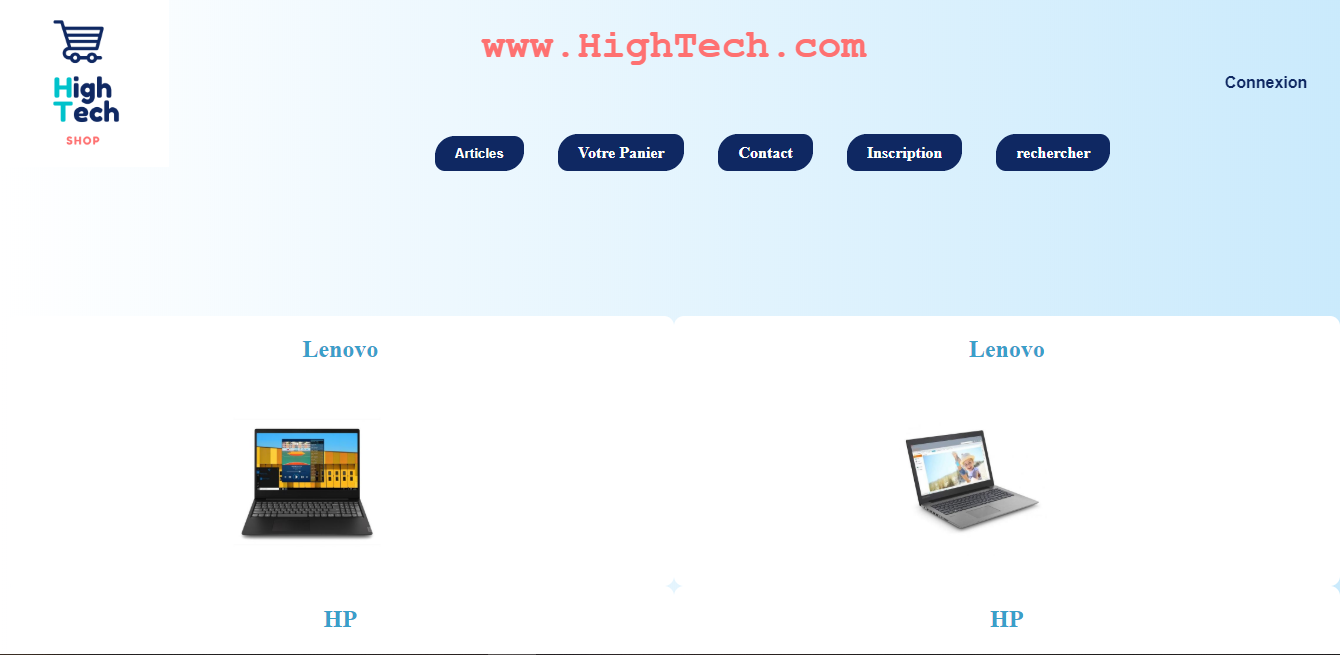 www.HighTech.com
High
Tech
SHOP
Connexion
Articles
Votre Panier
Contact
Inscription
rechercher
Lenovo
Lenovo
HP
HP